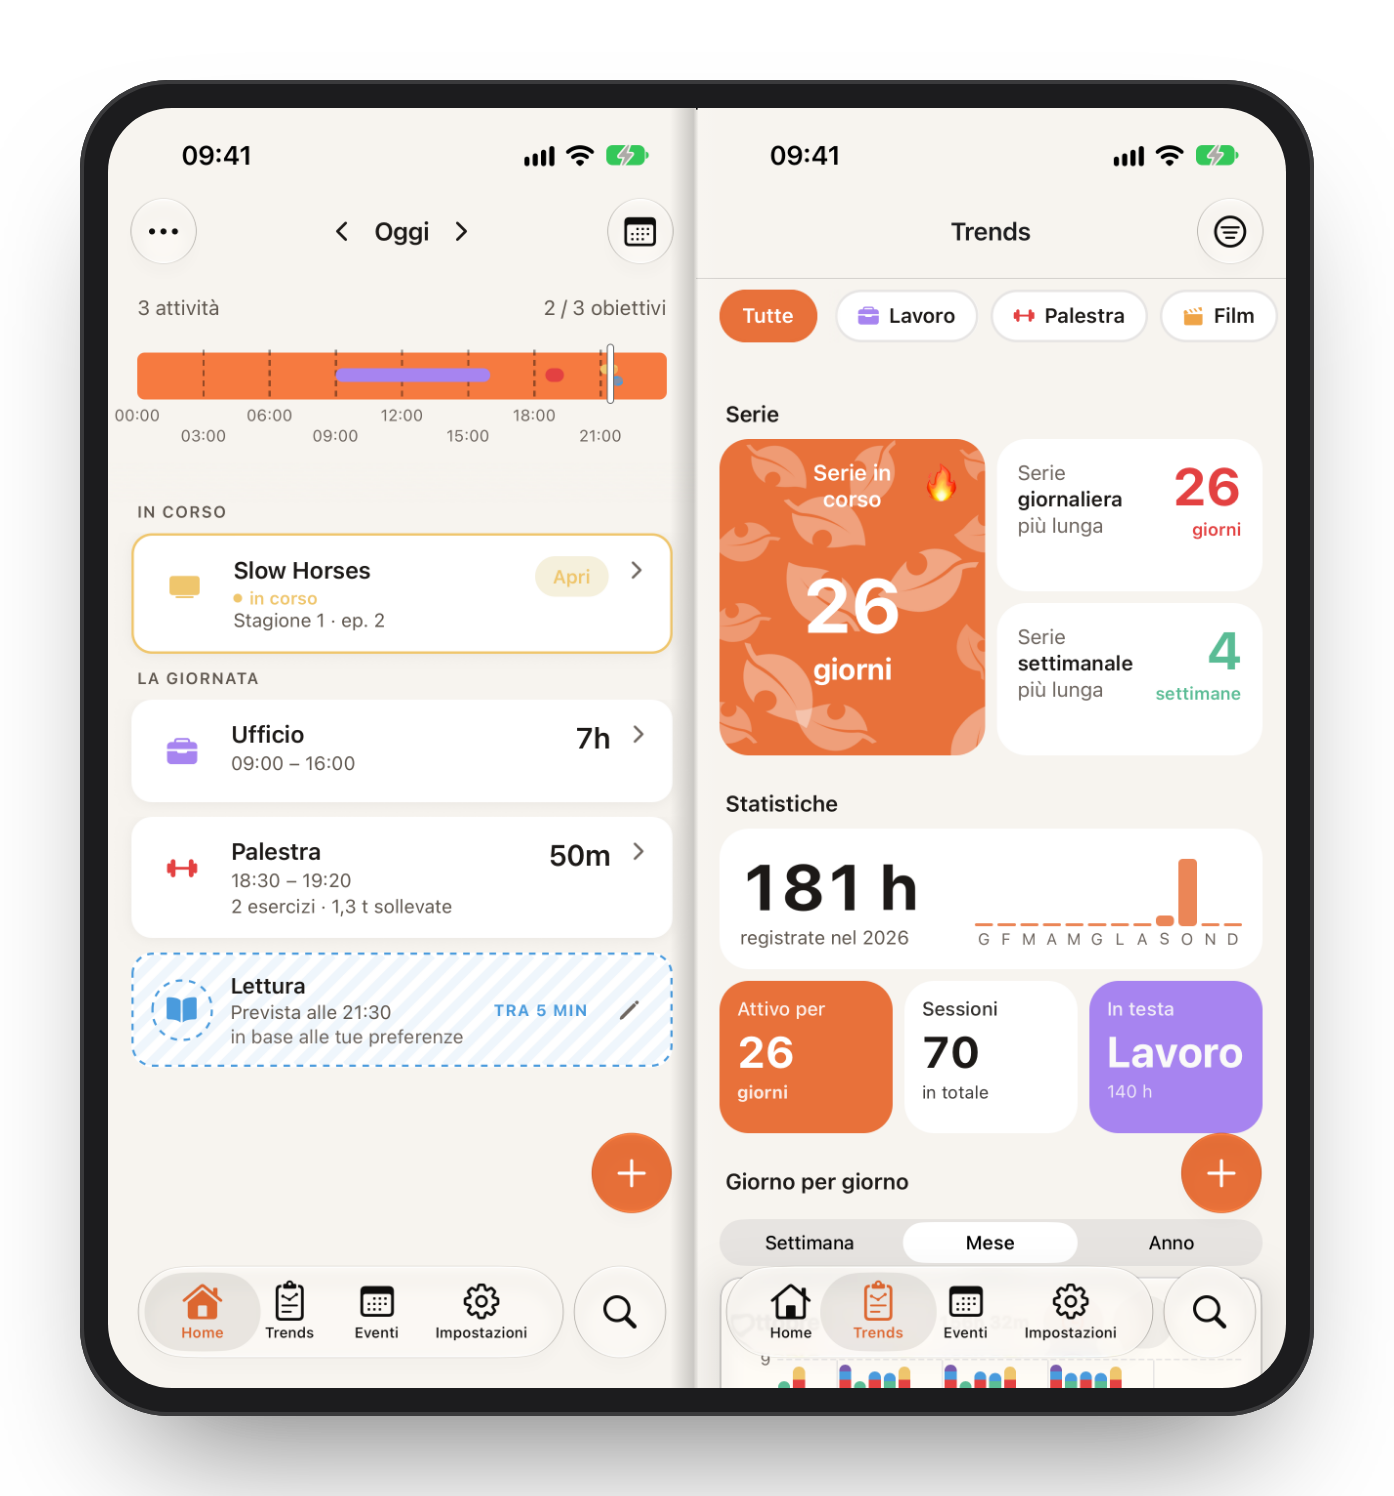 09:41
Oggi
3 attività
2 / 3 obiettivi
00:00
06:00
12:00
18:00
03:00
09:00
15:00
21:00
IN CORSO
Slow Horses
in corso
Stagione 1 · ep. 2
Apri
LA GIORNATA
Ufficio
09:00 – 16:00
7h
Palestra
18:30 – 19:20
2 esercizi · 1,3 t sollevate
50m
Lettura
Prevista alle 21:30
in base alle tue preferenze
TRA 5 MIN
Home
Trends
Eventi
Impostazioni
09:41
Trends
Tutte
Lavoro
Palestra
Film
Serie
Serie in
corso
26
giorni
Serie
giornaliera
più lunga
26
giorni
Serie
settimanale
più lunga
4
settimane
Statistiche
181 h
registrate nel 2026
G F M A M G L A S O N D
Attivo per
26
giorni
Sessioni
70
in totale
In testa
Lavoro
140 h
Giorno per giorno
Settimana
Mese
Anno
Home
Trends
Eventi
Impostazioni
9